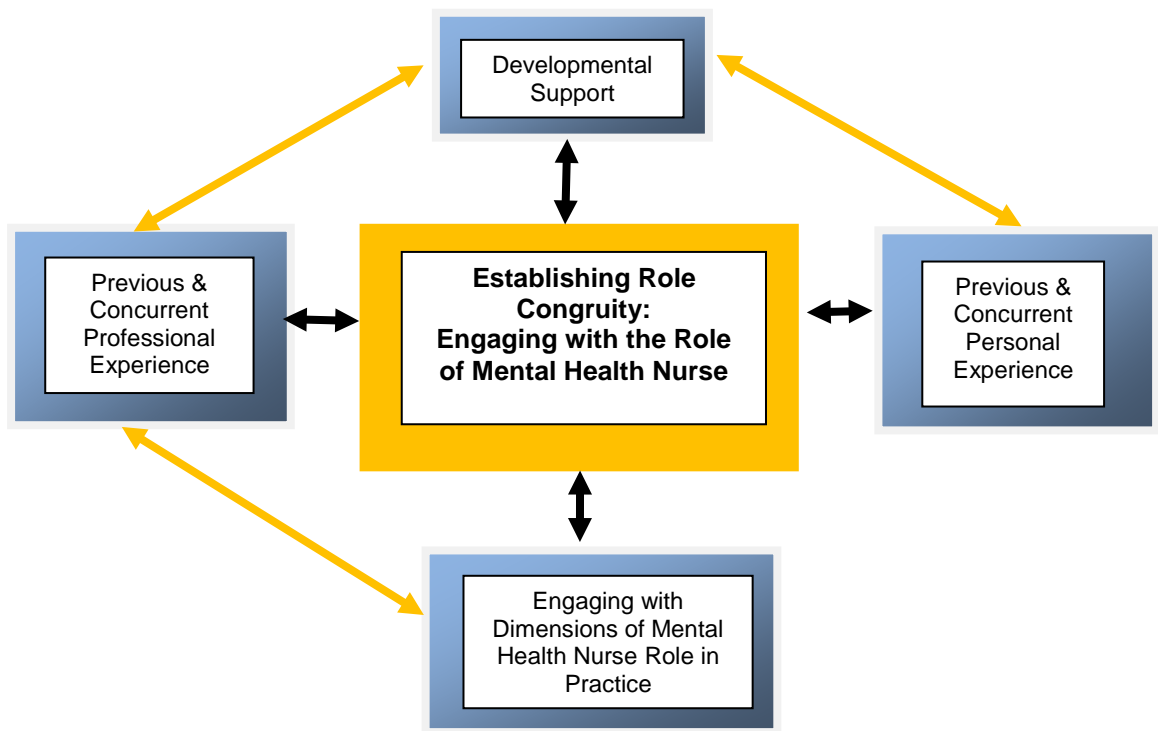 Developmental
Support
Previous &
Concurrent
Professional
Experience
Establishing Role
Congruity:
Engaging with the Role
of Mental Health Nurse
Previous &
Concurrent
Personal
Experience
Engaging with
Dimensions of Mental
Health Nurse Role in
Practice